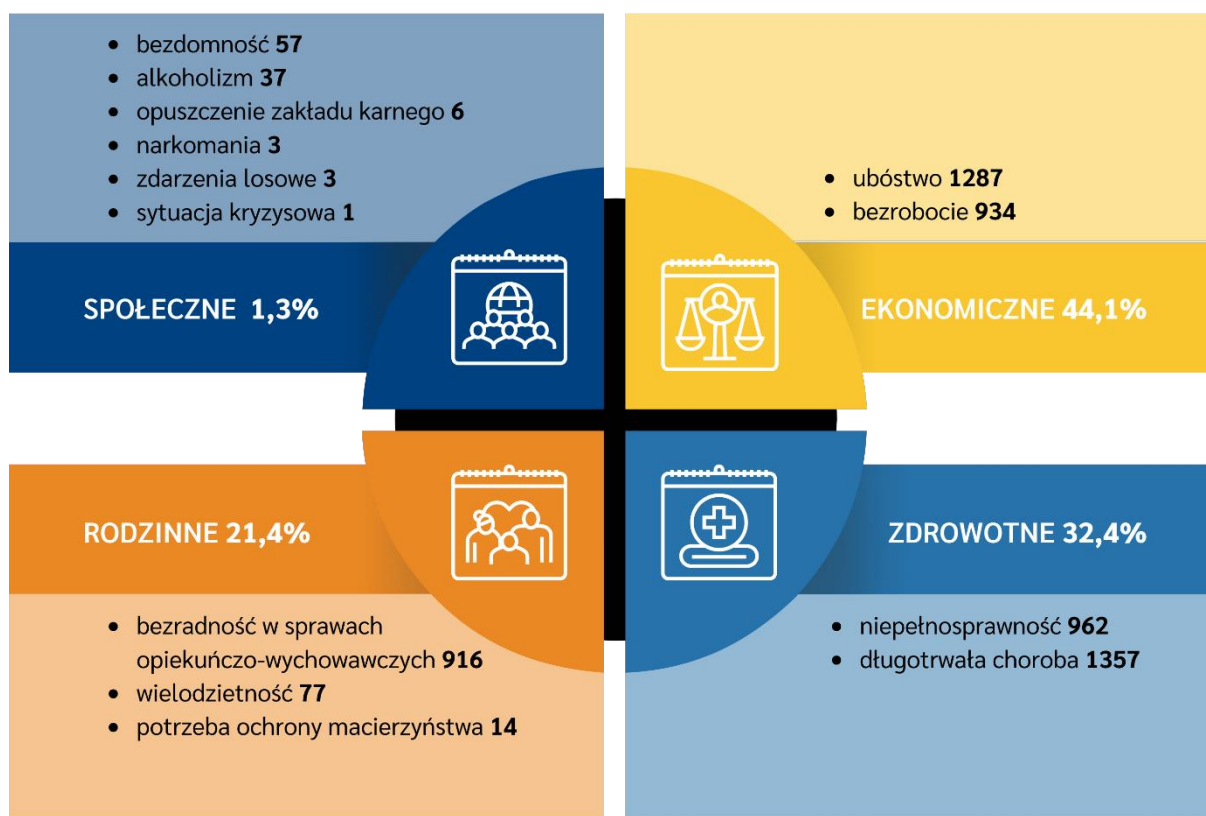 • bezdomność 57
• alkoholizm 37
• opuszczenie zakładu karnego 6
• narkomania 3
• zdarzenia losowe 3
• sytuacja kryzysowa 1
SPOŁECZNE 1,3%
• ubóstwo 1287
• bezrobocie 934
EKONOMICZNE 44,1%
RODZINNE 21,4%
• bezradność w sprawach
opiekuńczo-wychowawczych 916
• wielodzietność 77
• potrzeba ochrony macierzyństwa 14
ZDROWOTNE 32,4%
• niepełnosprawność 962
• długotrwała choroba 1357